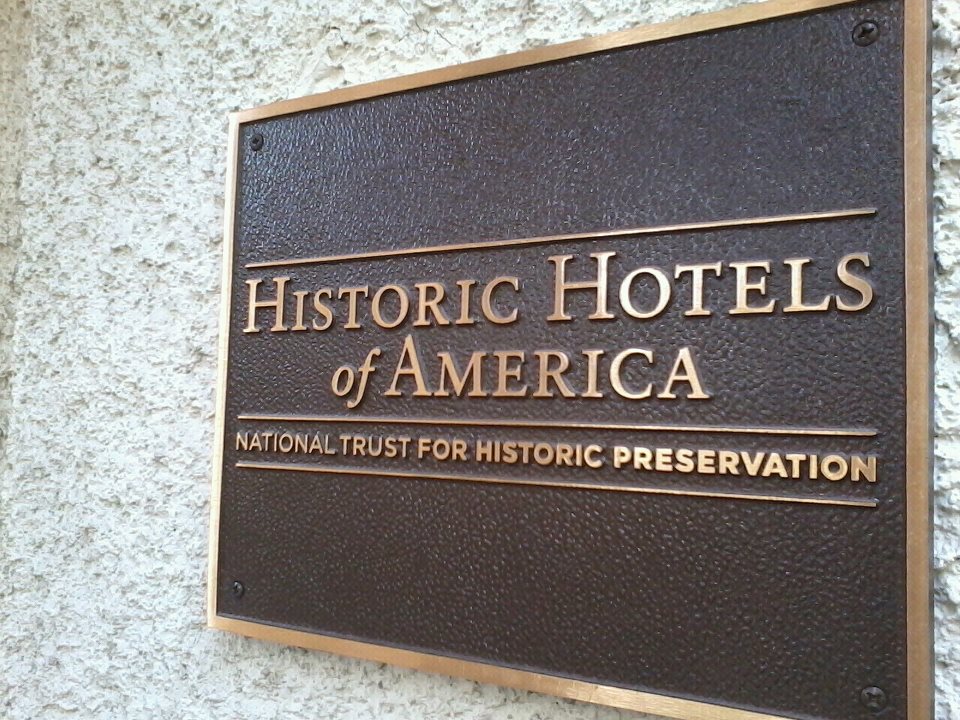 HISTORIC HOTELS
of AMERICA
NATIONAL TRUST FOR HISTORIC PRESERVATION